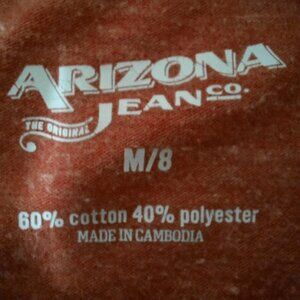 ARIZONA
JEAN CO.
THE ORIGINAL
M/8
60% cotton 40% polyester
MADE IN CAMBODIA